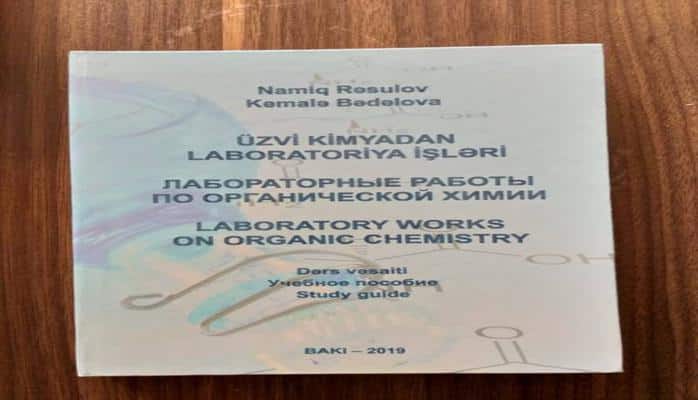 Namiq Rəsulov
Kəmalə Bədəlova
ÜZVİ KİMYADAN
LABORATORİYA İŞLƏRİ
ЛАБОРАТОРНЫЕ РАБОТЫ
ПО ОРГАНИЧЕСКОЙ ХИМИИ
LABORATORY WORKS
ON ORGANIC CHEMISTRY
Dərs vəsaiti
Учебное пособие
Study guide
BAKI – 2019